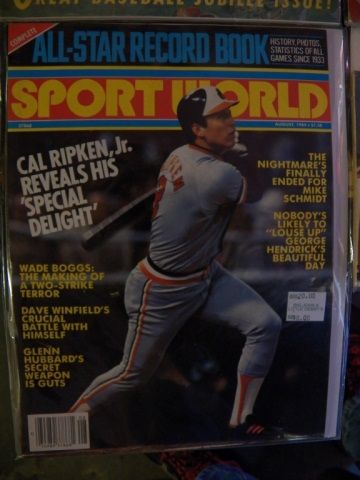 GREAT BASEBALL JUBILEE ISSUE!
COMPLETE
ALL-STAR RECORD BOOK
HISTORY, PHOTOS,
STATISTICS OF ALL
GAMES SINCE 1933
SPORT WORLD
AUGUST, 1984
CAL RIPKEN, Jr.
REVEALS HIS
'SPECIAL
DELIGHT'
THE
NIGHTMARE'S
FINALLY
ENDED FOR
MIKE
SCHMIDT
NOBODY'S
LIKELY TO
"LOUSE UP"
GEORGE
HENDRICK'S
BEAUTIFUL
DAY
WADE BOGGS:
THE MAKING OF
A TWO-STRIKE
TERROR
DAVE WINFIELD'S
CRUCIAL
BATTLE WITH
HIMSELF
GLENN
HUBBARD'S
SECRET
WEAPON
IS GUTS